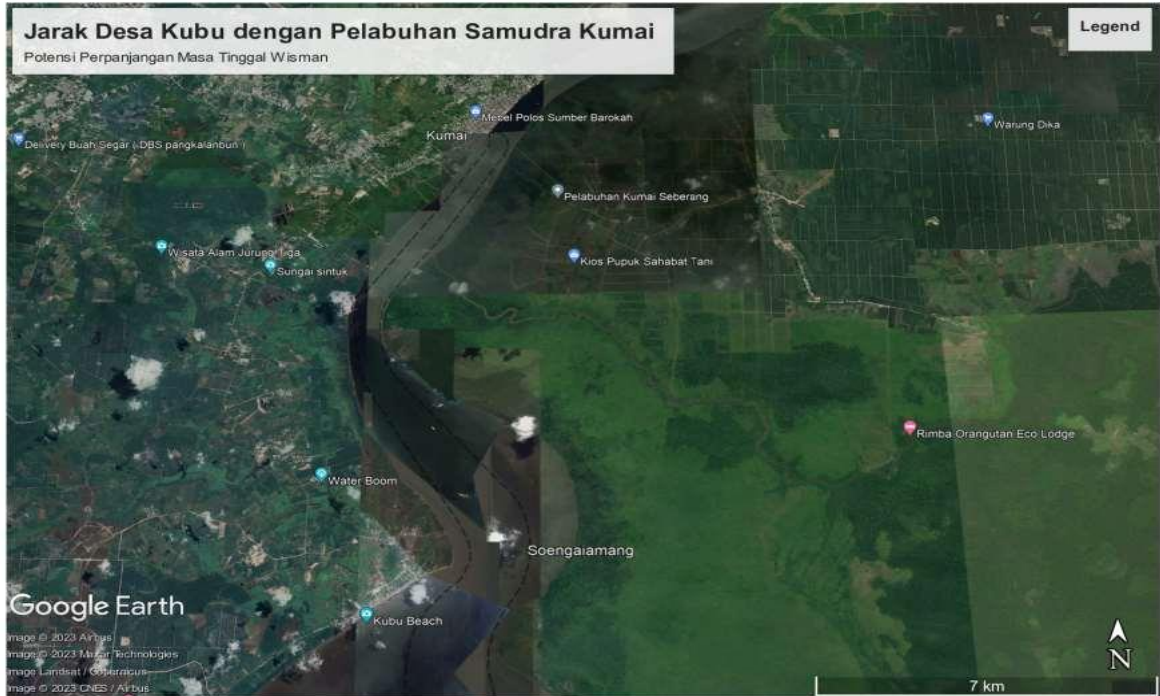 Jarak Desa Kubu dengan Pelabuhan Samudra Kumai
Potensi Perpanjangan Masa Tinggal Wisman
Legend
Mebel Polos Sumber Barokah
Kumai
Warung Dika
Delivery Buah Segar ( DBS pangkalanbun )
Pelabuhan Kumai Seberang
Wisata Alam Jurung Tiga
Sungai sintuk
Kios Pupuk Sahabat Tani
Rimba Orangutan Eco Lodge
Water Boom
Soengaiamang
Google Earth
Kubu Beach
Image © 2023 Airbus
Image © 2023 Maxar Technologies
Image Landsat / Copernicus
Image © 2023 CNES / Airbus
N
7 km